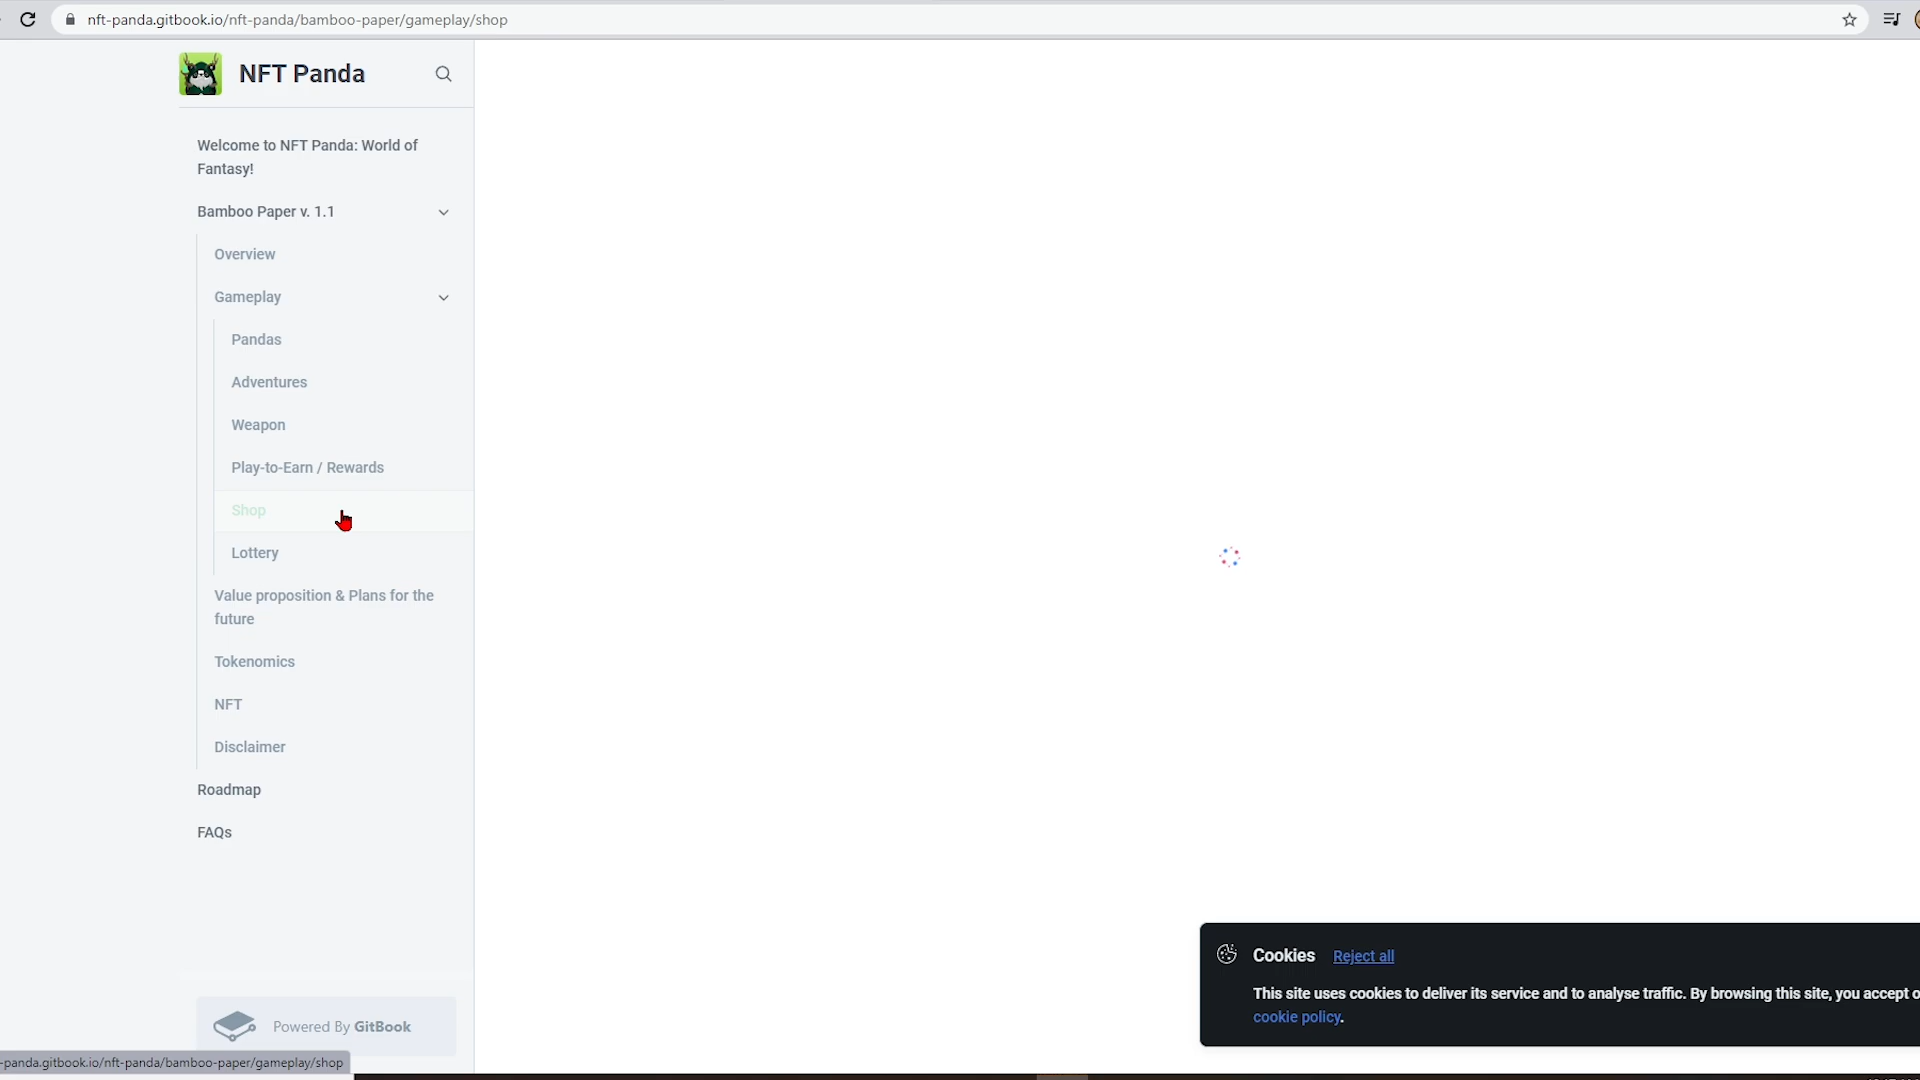 nft-panda.gitbook.io/nft-panda/bamboo-paper/gameplay/shop
NFT Panda
Welcome to NFT Panda: World of
Fantasy!
Bamboo Paper v. 1.1
Overview
Gameplay
Pandas
Adventures
Weapon
Play-to-Earn / Rewards
Shop
Lottery
Value proposition & Plans for the
future
Tokenomics
NFT
Disclaimer
Roadmap
FAQs
Powered By GitBook
-panda.gitbook.io/nft-panda/bamboo-paper/gameplay/shop
Cookies Reject all
This site uses cookies to deliver its service and to analyse traffic. By browsing this site, you accept
cookie policy.